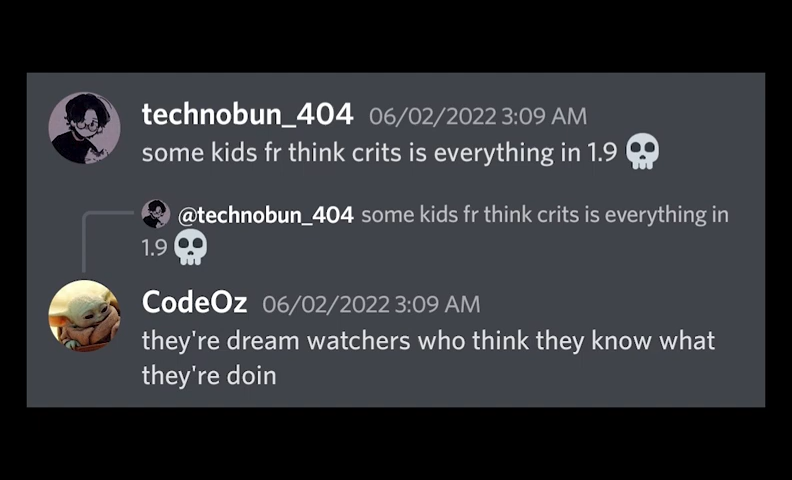 technobun_404 06/02/2022 3:09 AM
some kids fr think crits is everything in 1.9 💀
@technobun_404 some kids fr think crits is everything in
1.9 💀
CodeOz 06/02/2022 3:09 AM
they're dream watchers who think they know what
they're doin